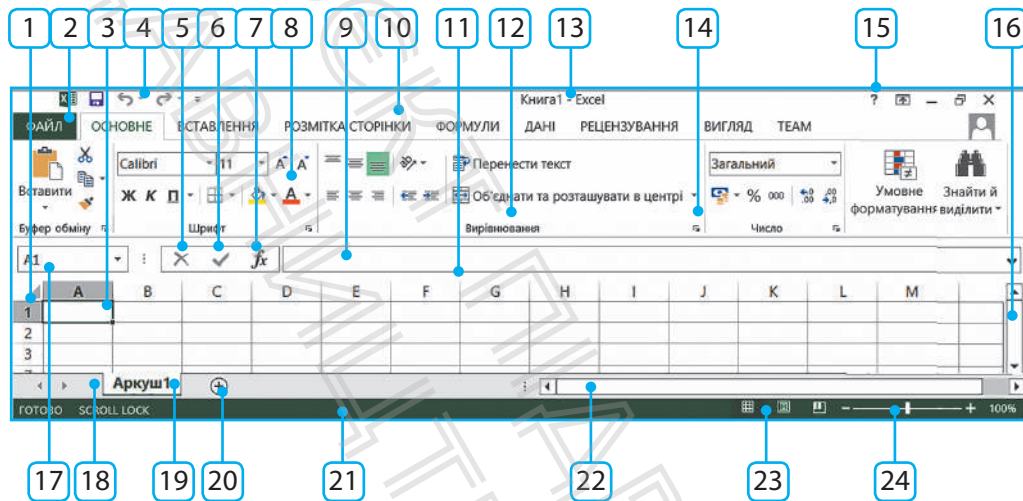 1 2 3 4 5 6 7 8 9 10 11 12 13 14 15 16
Книга1 - Excel ?
ФАЙЛ ОСНОВНЕ ВСТАВЛЕННЯ РОЗМІТКА СТОРІНКИ ФОРМУЛИ ДАНІ РЕЦЕНЗУВАННЯ ВИГЛЯД TEAM
Calibri 11 А А Перенести текст Загальний
Вставити Ж К П А Об'єднати та розташувати в центрі % 000 Умовне форматування Знайти й виділити
Буфер обміну Шрифт Вирівнювання Число
A1 fx
A B C D E F G H I J K L M
1
2
3
Аркуш1
ГОТОВО SCROLL LOCK 100%
17 18 19 20 21 22 23 24